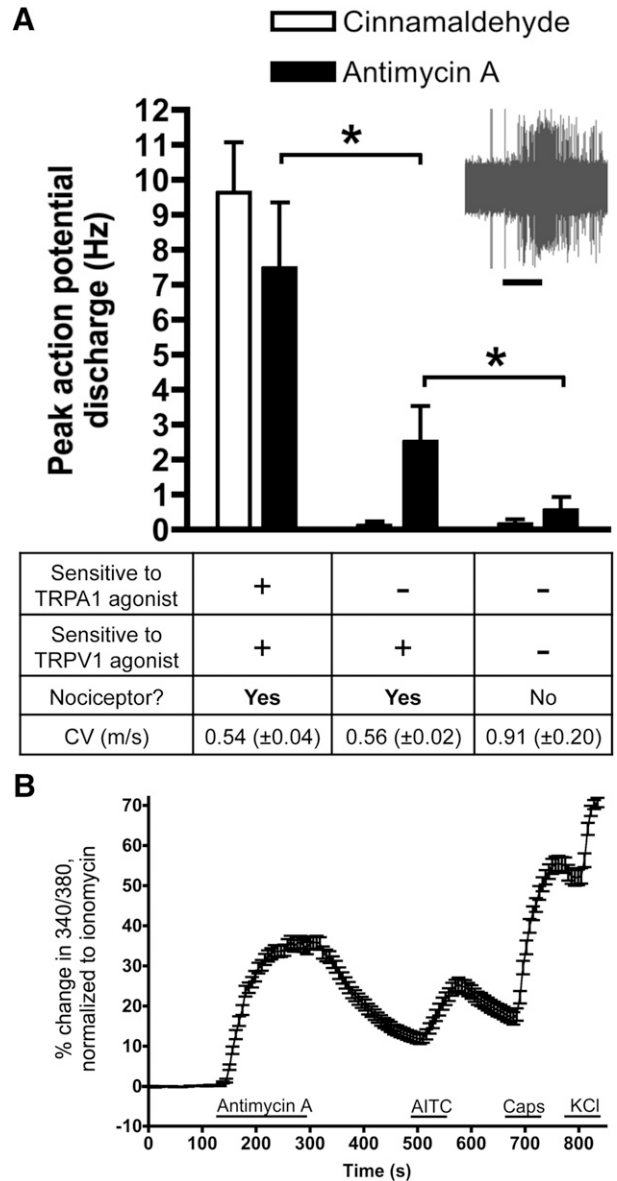 A
Cinnamaldehyde
Antimycin A
Peak action potential
discharge (Hz)
12
11
10
9
8
7
6
5
4
3
2
1
0
*
*
Sensitive to
TRPA1 agonist
+ - -
Sensitive to
TRPV1 agonist
+ + -
Nociceptor? Yes Yes No
CV (m/s) 0.54 (±0.04) 0.56 (±0.02) 0.91 (±0.20)
B
% change in 340/380,
normalized to ionomycin
70
60
50
40
30
20
10
0
-10
Antimycin A AITC Caps KCl
0 100 200 300 400 500 600 700 800
Time (s)